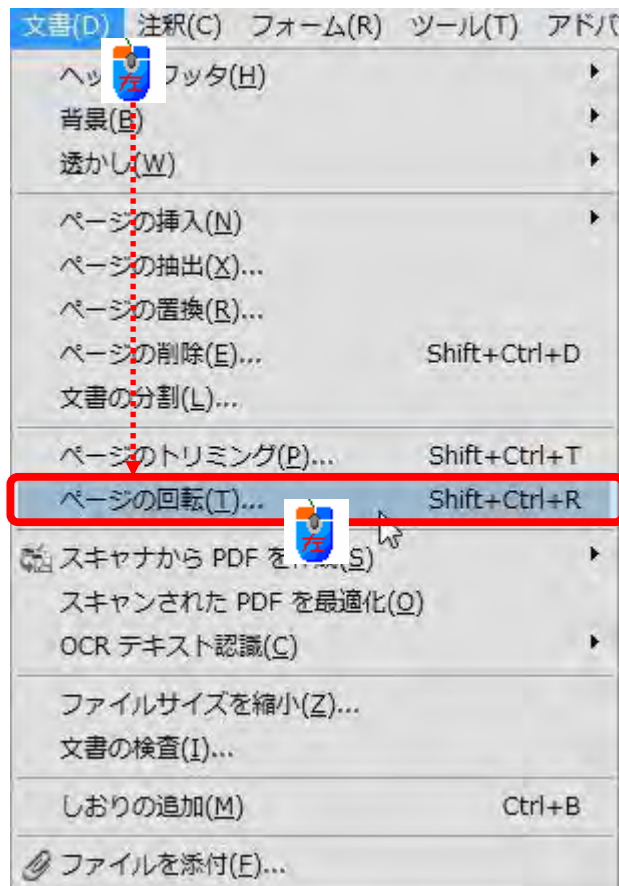 文書(D) 注釈(C) フォーム(R) ツール(T) アドバ
左
ヘッ フッタ(H)
背景(B)
透かし(W)
ページの挿入(N)
ページの抽出(X)...
ページの置換(R)...
ページの削除(E)... Shift+Ctrl+D
文書の分割(L)...
ページのトリミング(P)... Shift+Ctrl+T
ページの回転(T)... Shift+Ctrl+R
左
スキャナから PDF を作成(S)
スキャンされた PDF を最適化(O)
OCR テキスト認識(C)
ファイルサイズを縮小(Z)...
文書の検査(I)...
しおりの追加(M) Ctrl+B
ファイルを添付(F)...